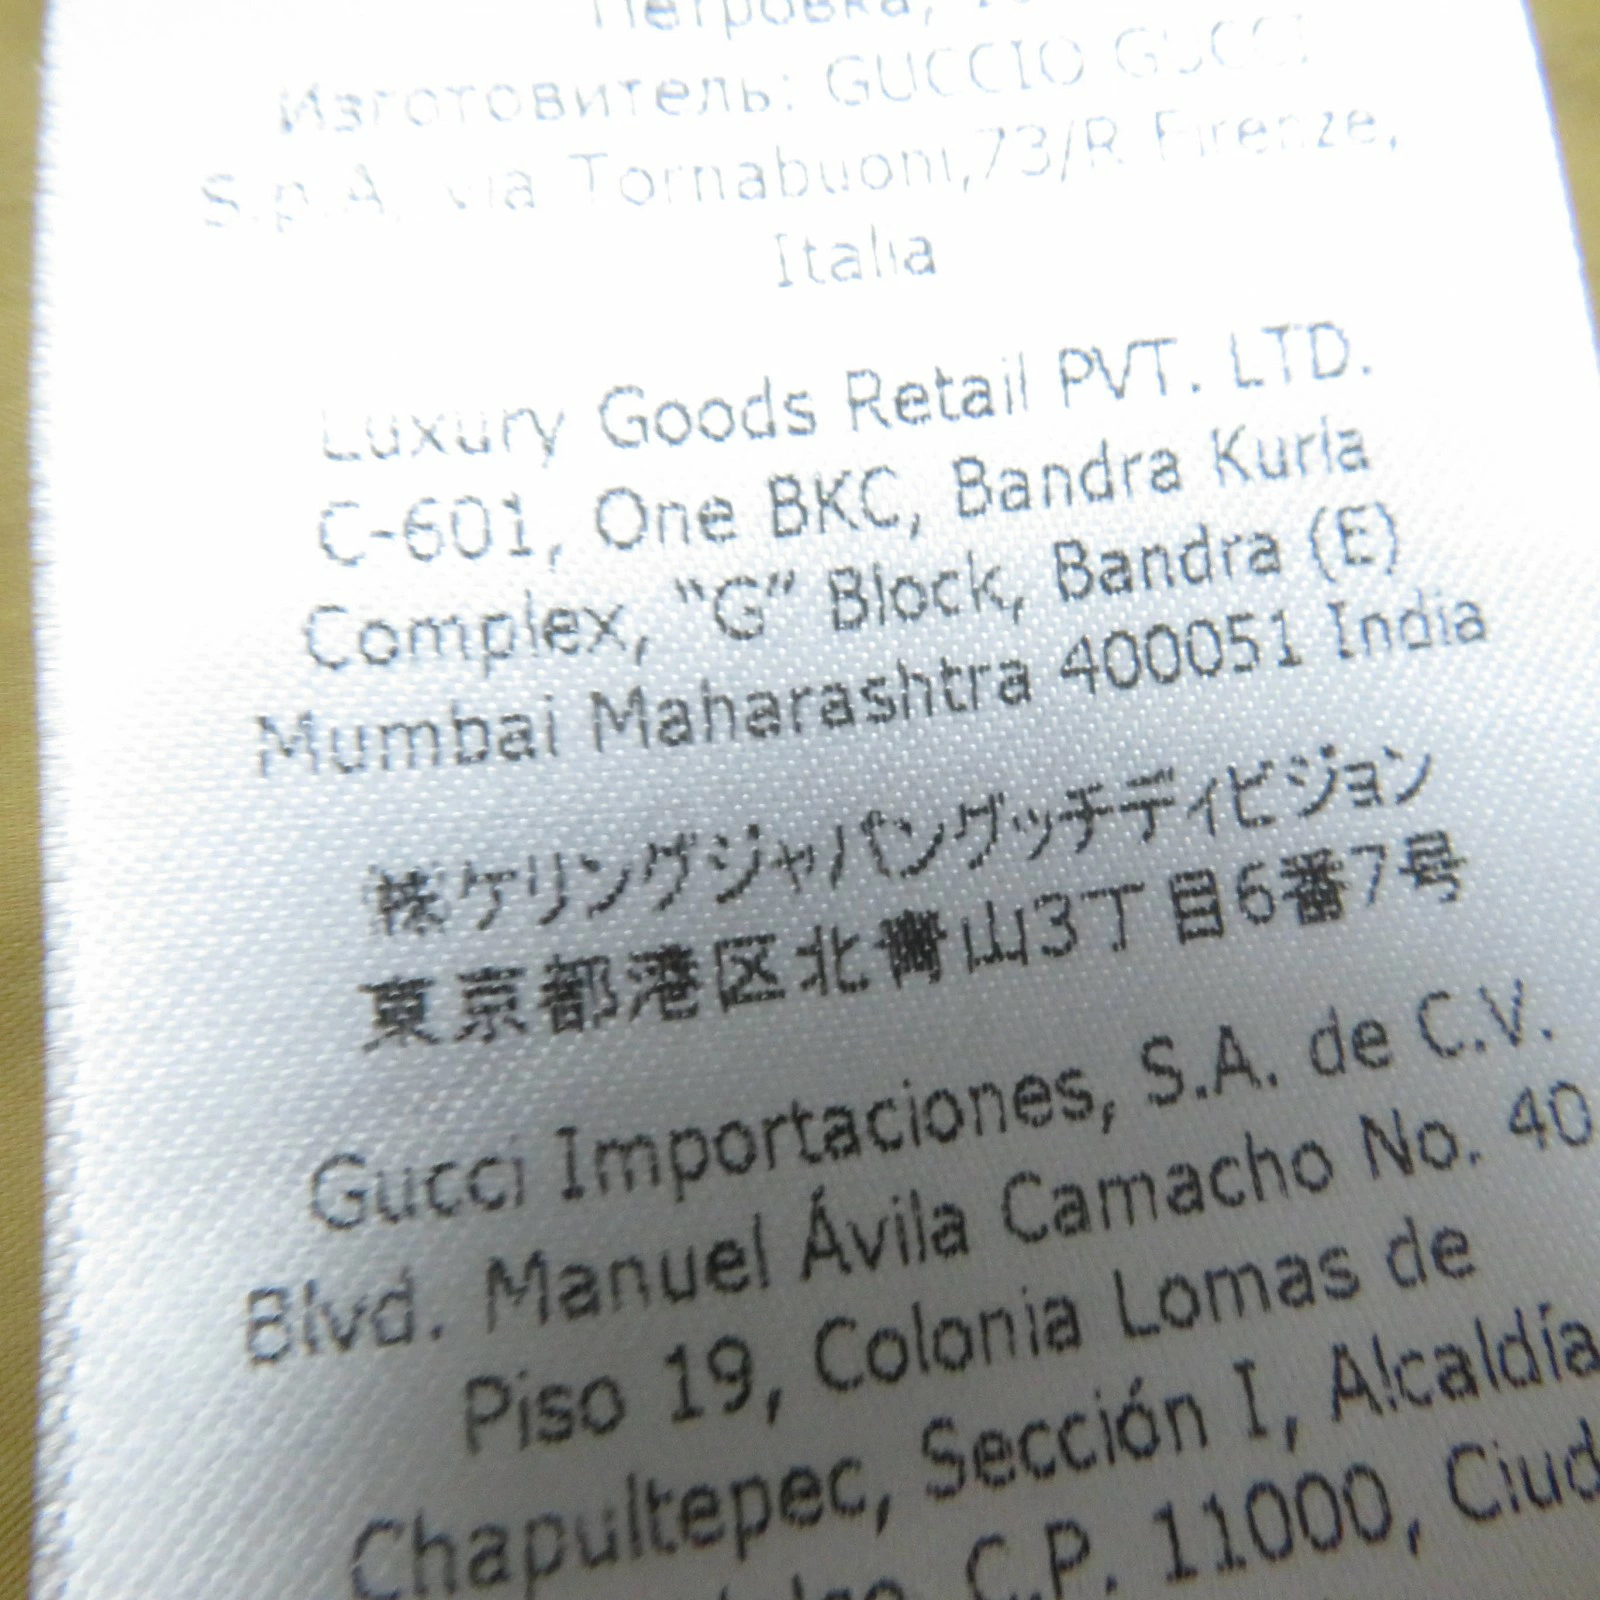 Петровка,
Изготовитель: GUCCIO GUCCI
S.p.A. via Tornabuoni,73/R Firenze,
Italia
Luxury Goods Retail PVT. LTD.
C-601, One BKC, Bandra Kurla
Complex, “G” Block, Bandra (E)
Mumbai Maharashtra 400051 India
㈱ケリングジャパングッチディビジョン
東京都港区北青山3丁目6番7号
Gucci Importaciones, S.A. de C.V.
Blvd. Manuel Ávila Camacho No. 40
Piso 19, Colonia Lomas de
Chapultepec, Sección I, Alcaldía
C.P. 11000, Ciud